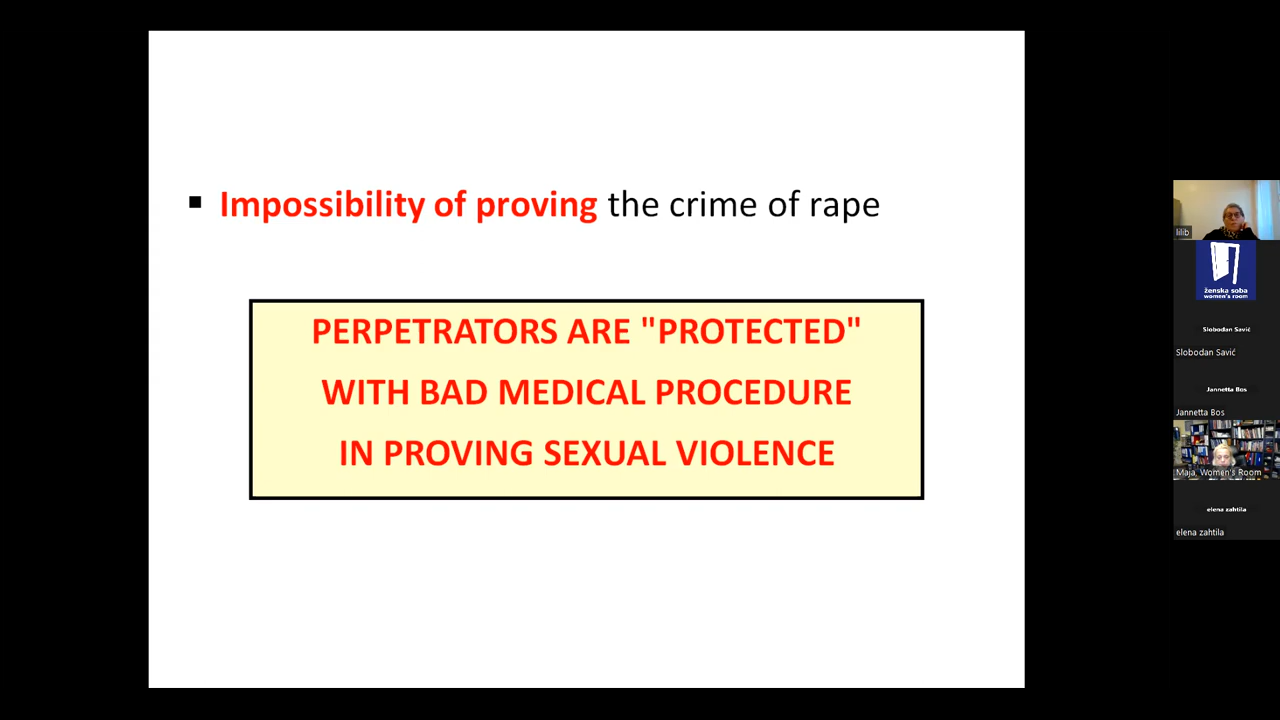 ▪ Impossibility of proving the crime of rape
PERPETRATORS ARE "PROTECTED"
WITH BAD MEDICAL PROCEDURE
IN PROVING SEXUAL VIOLENCE
lilib
ženska soba
women's room
Slobodan Savić
Slobodan Savić
Jannetta Bos
Jannetta Bos
Maja, Women's Room
elena zahtila
elena zahtila